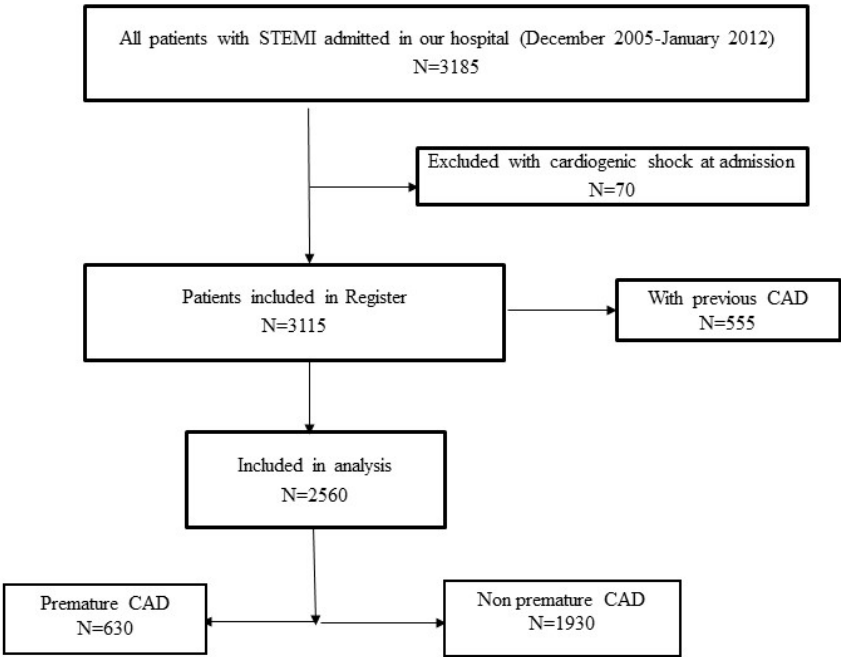 All patients with STEMI admitted in our hospital (December 2005-January 2012)
N=3185
Excluded with cardiogenic shock at admission
N=70
Patients included in Register
N=3115
With previous CAD
N=555
Included in analysis
N=2560
Premature CAD
N=630
Non premature CAD
N=1930